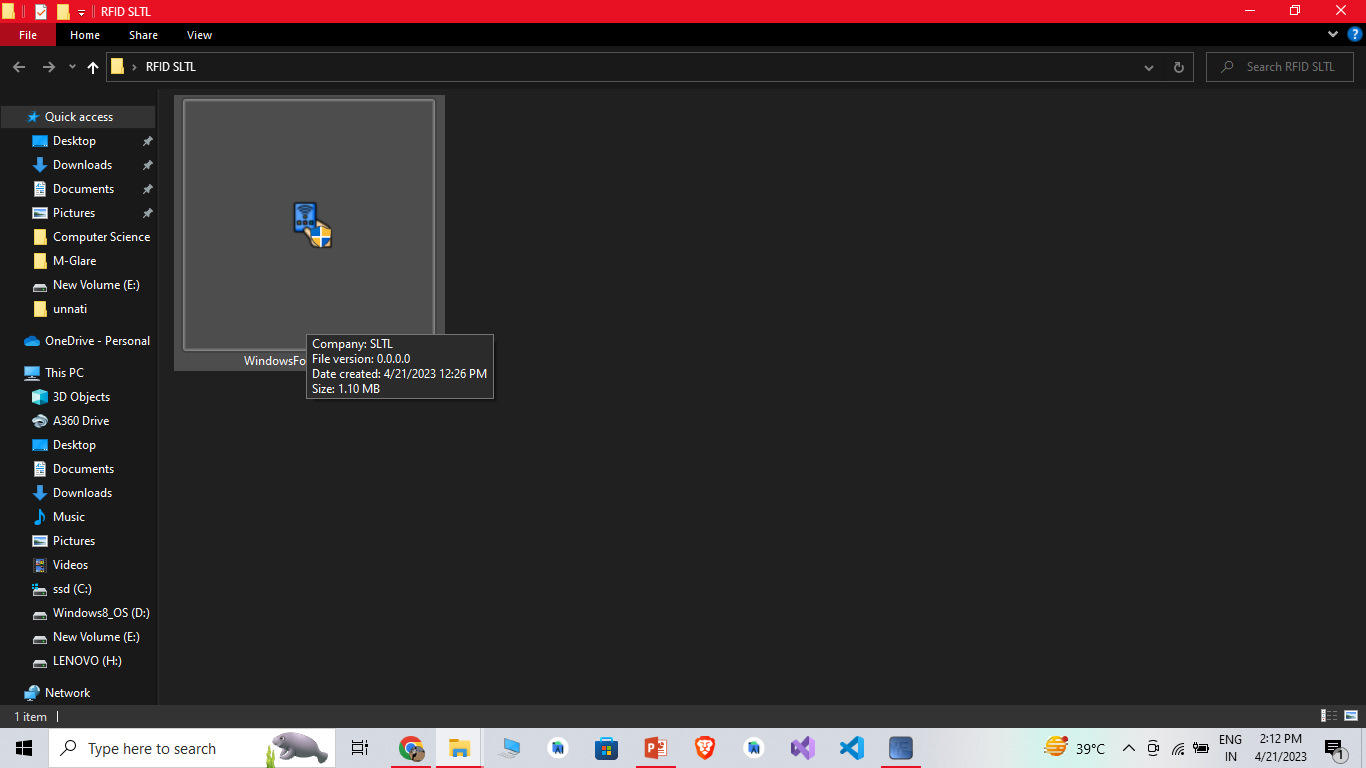 RFID SLTL
File Home Share View
RFID SLTL
Search RFID SLTL
Quick access
Desktop
Downloads
Documents
Pictures
Computer Science
M-Glare
New Volume (E:)
unnati
OneDrive - Personal
This PC
3D Objects
A360 Drive
Desktop
Documents
Downloads
Music
Pictures
Videos
ssd (C:)
Windows8_OS (D:)
New Volume (E:)
LENOVO (H:)
Network
WindowsFo
Company: SLTL
File version: 0.0.0.0
Date created: 4/21/2023 12:26 PM
Size: 1.10 MB
1 item
Type here to search
39°C
ENG
IN
2:12 PM
4/21/2023
1